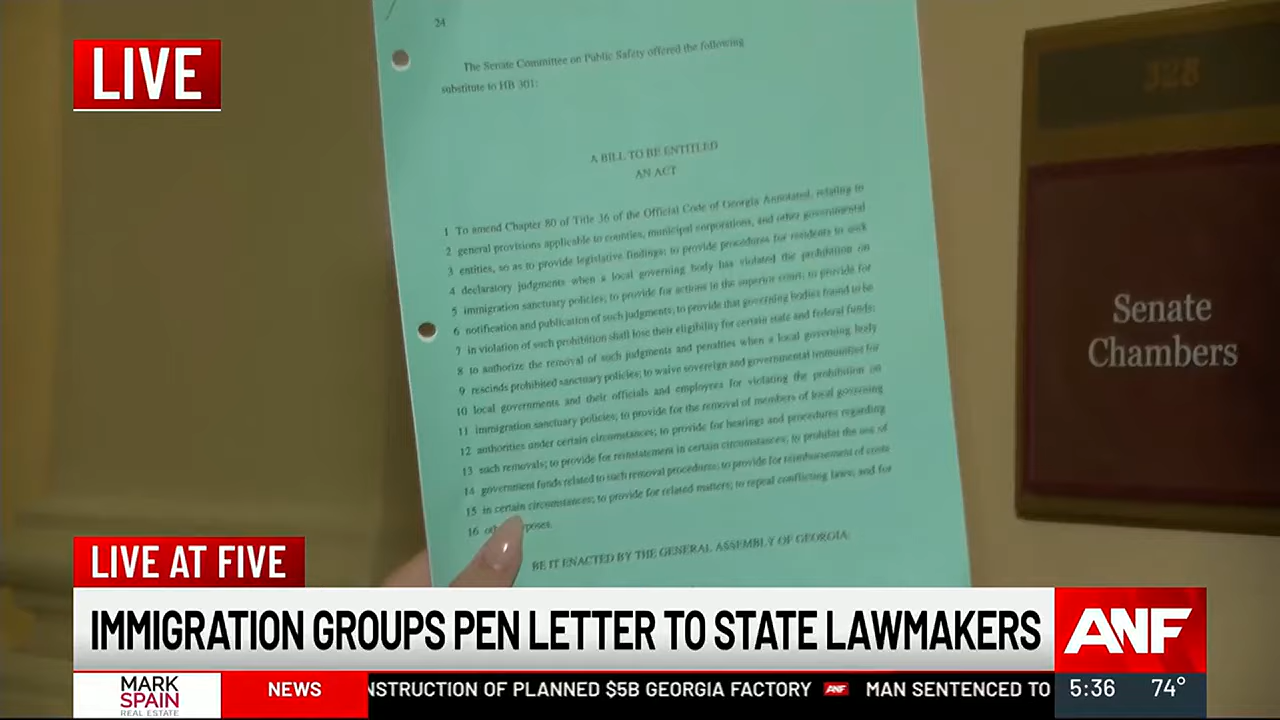 LIVE
24
The Senate Committee on Public Safety offered the following
substitute to HB 301:
A BILL TO BE ENTITLED
AN ACT
1 To amend Chapter 80 of Title 36 of the Official Code of Georgia Annotated, relating to
2 general provisions applicable to counties, municipal corporations, and other governmental
3 entities, so as to provide legislative findings; to provide procedures for residents to seek
4 declaratory judgments when a local governing body has violated the prohibition on
5 immigration sanctuary policies; to provide for actions in the superior court; to provide for
6 notification and publication of such judgments; to provide that governing bodies found to be
7 in violation of such prohibition shall lose their eligibility for certain state and federal funds;
8 to authorize the removal of such judgments and penalties when a local governing body
9 rescinds prohibited sanctuary policies; to waive sovereign and governmental immunities for
10 local governments and their officials and employees for violating the prohibition on
11 immigration sanctuary policies; to provide for the removal of members of local governing
12 authorities under certain circumstances; to provide for hearings and procedures regarding
13 such removals; to provide for reinstatement in certain circumstances; to prohibit the use of
14 government funds related to such removal procedures; to provide for reimbursement of costs
15 in certain circumstances; to provide for related matters; to repeal conflicting laws; and for
16
BE IT ENACTED BY THE GENERAL ASSEMBLY OF GEORGIA:
328
Senate
Chambers
LIVE AT FIVE
IMMIGRATION GROUPS PEN LETTER TO STATE LAWMAKERS
ANF
MARK
SPAIN
REAL ESTATE
NEWS
NSTRUCTION OF PLANNED $5B GEORGIA FACTORY ANF MAN SENTENCED TO
5:36 74°